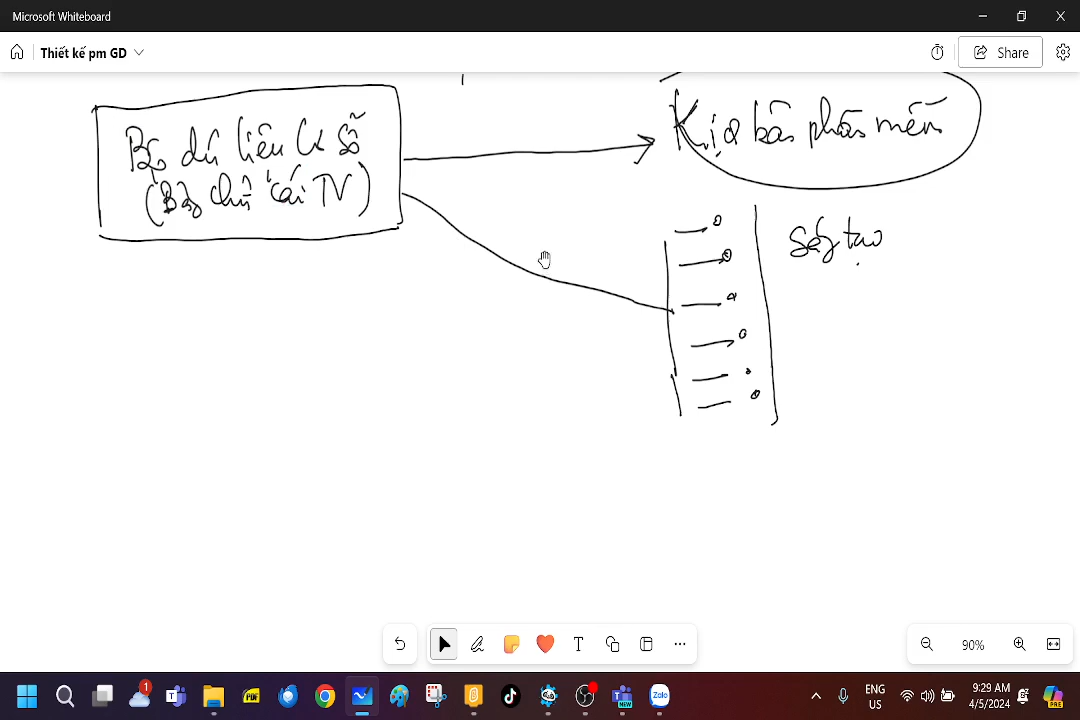 Microsoft Whiteboard
Thiết kế pm GD
Share
Bộ dữ liệu cơ số
(Bảng chữ cái TV)
Kịch bản phần mềm
Sáng tạo
90%
ENG
US
9:29 AM
4/5/2024